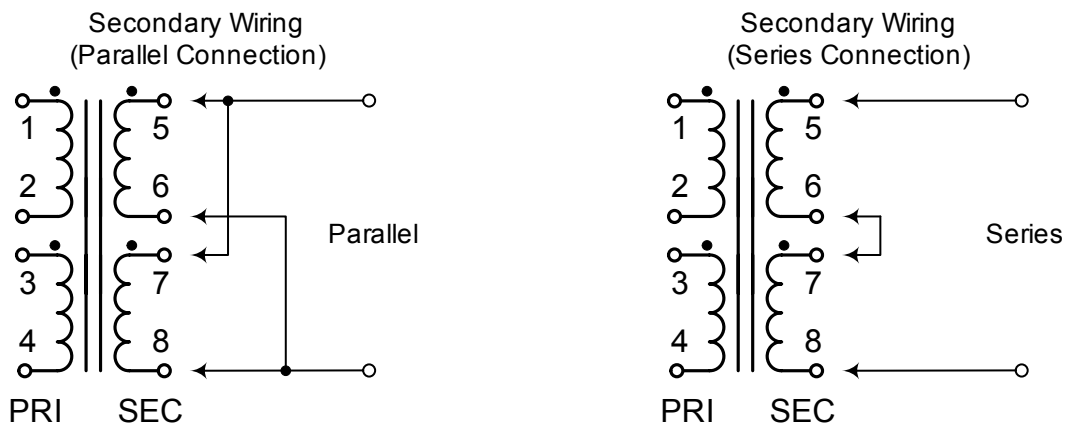 Secondary Wiring
(Parallel Connection)
1
5
2
6
3
7
4
8
PRI
SEC
Parallel
Secondary Wiring
(Series Connection)
1
5
2
6
3
7
4
8
PRI
SEC
Series